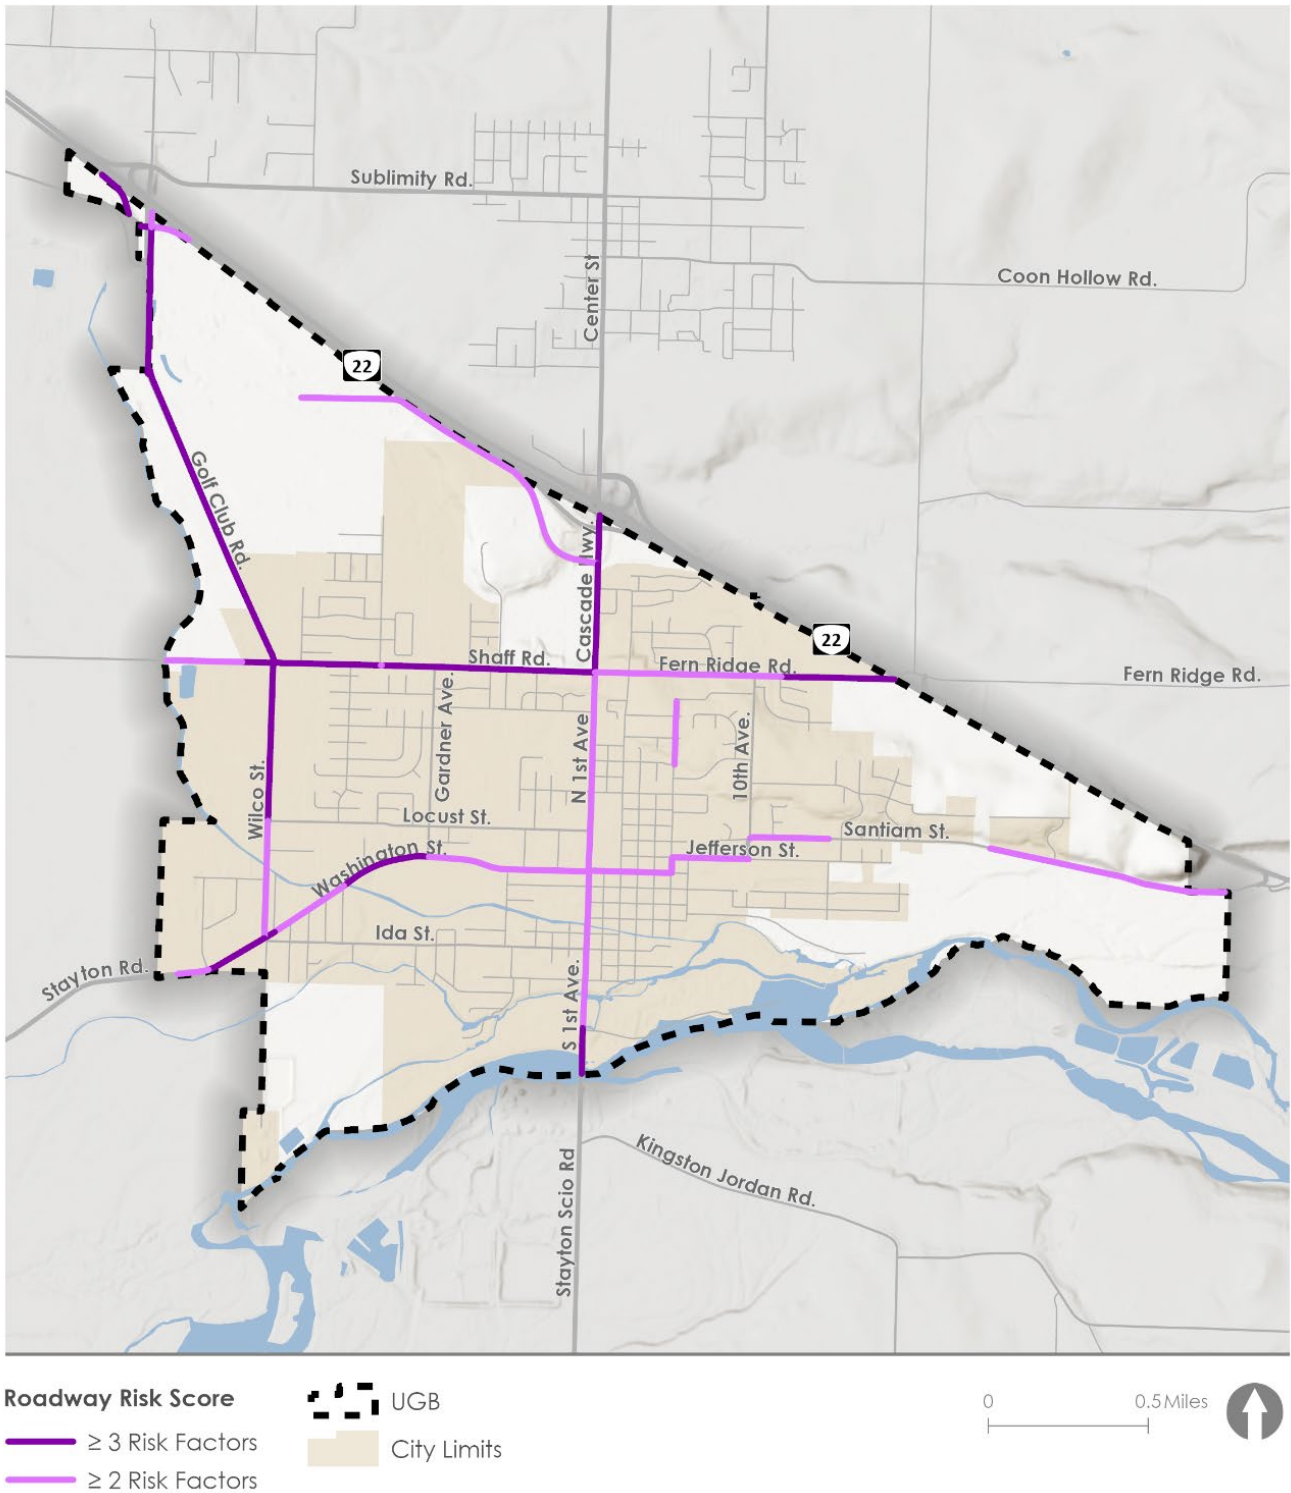 Sublimity Rd.
Center St
Coon Hollow Rd.
22
Golf Club Rd.
Cascade Hwy.
22
Shaff Rd.
Fern Ridge Rd.
Fern Ridge Rd.
Gardner Ave.
N 1st Ave.
10th Ave.
Wilco St.
Locust St.
Santiam St.
Washington St.
Jefferson St.
Ida St.
Stayton Rd.
S 1st Ave.
Kingston Jordan Rd.
Stayton Scio Rd
Roadway Risk Score
≥ 3 Risk Factors
≥ 2 Risk Factors
UGB
City Limits
0 0.5 Miles